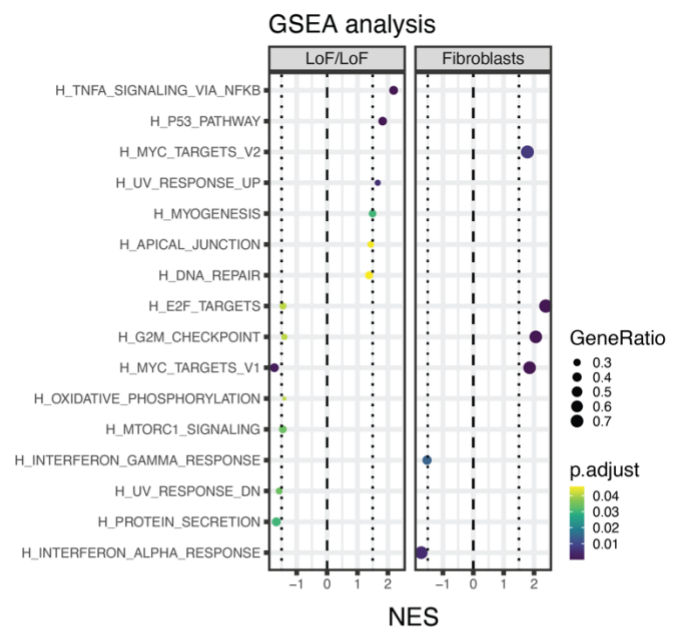 GSEA analysis
LoF/LoF Fibroblasts
H_TNFA_SIGNALING_VIA_NFKB
H_P53_PATHWAY
H_MYC_TARGETS_V2
H_UV_RESPONSE_UP
H_MYOGENESIS
H_APICAL_JUNCTION
H_DNA_REPAIR
H_E2F_TARGETS
H_G2M_CHECKPOINT
H_MYC_TARGETS_V1
H_OXIDATIVE_PHOSPHORYLATION
H_MTORC1_SIGNALING
H_INTERFERON_GAMMA_RESPONSE
H_UV_RESPONSE_DN
H_PROTEIN_SECRETION
H_INTERFERON_ALPHA_RESPONSE
−1 0 1 2 −1 0 1 2
NES
GeneRatio
0.3
0.4
0.5
0.6
0.7
p.adjust
0.04
0.03
0.02
0.01